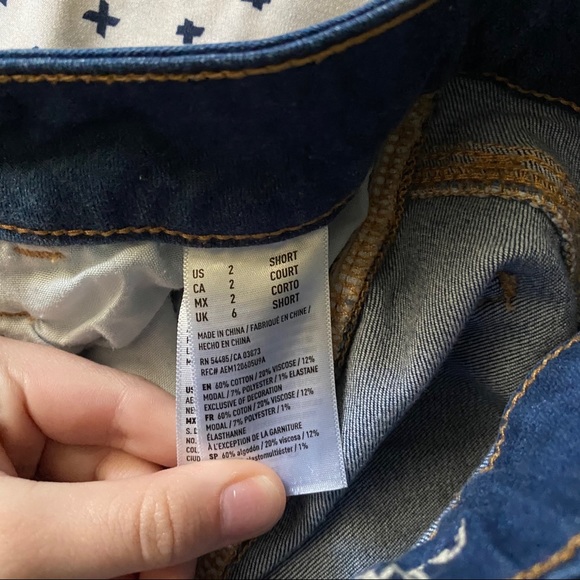 US 2 SHORT
CA 2 COURT
MX 2 CORTO
UK 6 SHORT
MADE IN CHINA / FABRIQUÉ EN CHINE /
HECHO EN CHINA
RN 54485/CA 03673
RFC# AEM120605U9A
EN 60% COTTON / 20% VISCOSE / 12%
MODAL / 7% POLYESTER / 1% ELASTANE
EXCLUSIVE OF DECORATION
FR 60% COTON / 20% VISCOSE / 12%
MODAL / 7% POLYESTER / 1%
ÉLASTHANNE
À L'EXCEPTION DE LA GARNITURE
SP 60% algodón / 20% viscosa / 12%